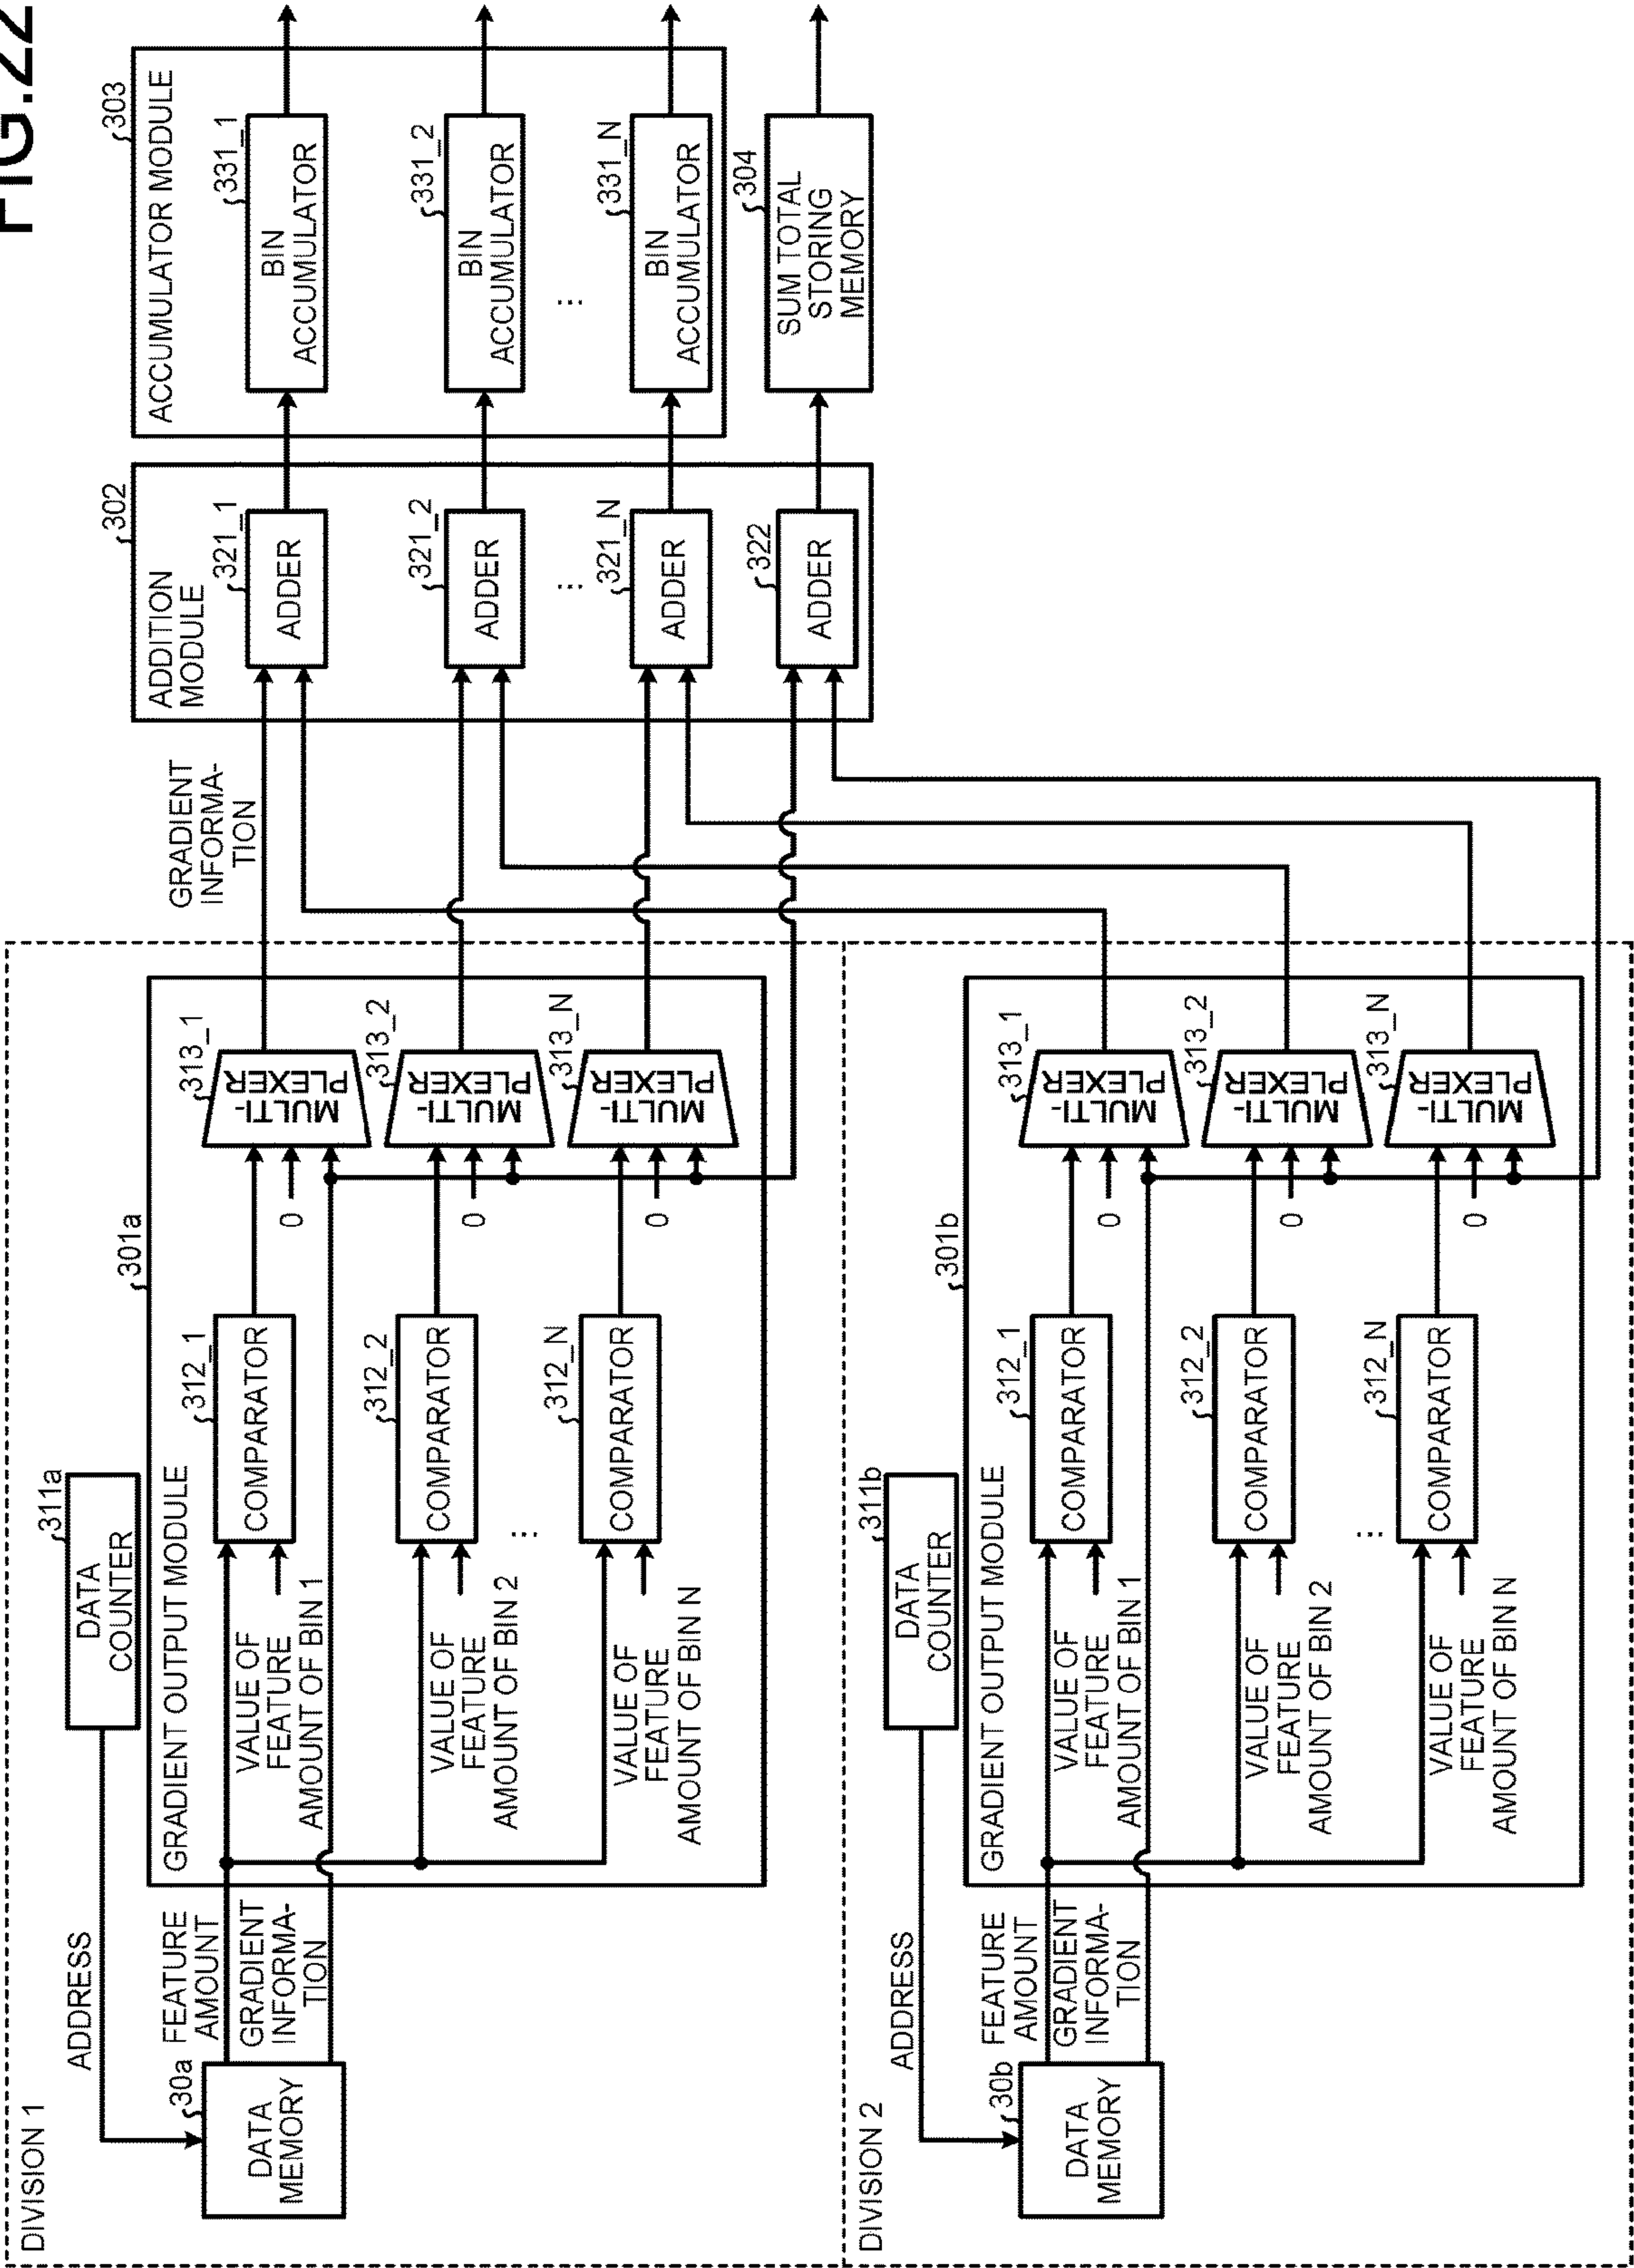 FIG.22
DIVISION 1
DATA
MEMORY
30a
ADDRESS
FEATURE
AMOUNT
GRADIENT
INFORMA-
TION
DATA
COUNTER
311a
GRADIENT OUTPUT MODULE
301a
VALUE OF
FEATURE
AMOUNT OF BIN 1
COMPARATOR
312_1
0
MULTI-
PLEXER
313_1
VALUE OF
FEATURE
AMOUNT OF BIN 2
COMPARATOR
312_2
0
MULTI-
PLEXER
313_2
...
VALUE OF
FEATURE
AMOUNT OF BIN N
COMPARATOR
312_N
0
MULTI-
PLEXER
313_N
GRADIENT
INFORMA-
TION
ADDITION
MODULE
302
ADDER
321_1
ADDER
321_2
...
ADDER
321_N
ADDER
322
ACCUMULATOR MODULE
303
BIN
ACCUMULATOR
331_1
BIN
ACCUMULATOR
331_2
...
BIN
ACCUMULATOR
331_N
SUM TOTAL
STORING
MEMORY
304
DIVISION 2
DATA
MEMORY
30b
ADDRESS
FEATURE
AMOUNT
GRADIENT
INFORMA-
TION
DATA
COUNTER
311b
GRADIENT OUTPUT MODULE
301b
VALUE OF
FEATURE
AMOUNT OF BIN 1
COMPARATOR
312_1
0
MULTI-
PLEXER
313_1
VALUE OF
FEATURE
AMOUNT OF BIN 2
COMPARATOR
312_2
0
MULTI-
PLEXER
313_2
...
VALUE OF
FEATURE
AMOUNT OF BIN N
COMPARATOR
312_N
0
MULTI-
PLEXER
313_N